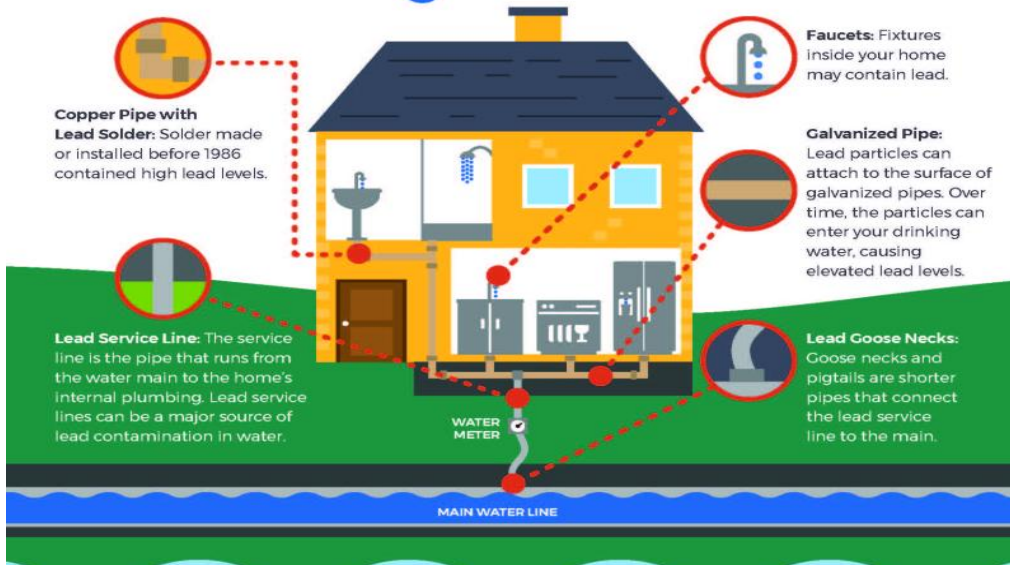 Copper Pipe with
Lead Solder: Solder made
or installed before 1986
contained high lead levels.
Lead Service Line: The service
line is the pipe that runs from
the water main to the home's
internal plumbing. Lead service
lines can be a major source of
lead contamination in water.
Faucets: Fixtures
inside your home
may contain lead.
Galvanized Pipe:
Lead particles can
attach to the surface of
galvanized pipes. Over
time, the particles can
enter your drinking
water, causing
elevated lead levels.
Lead Goose Necks:
Goose necks and
pigtails are shorter
pipes that connect
the lead service
line to the main.
WATER
METER
MAIN WATER LINE